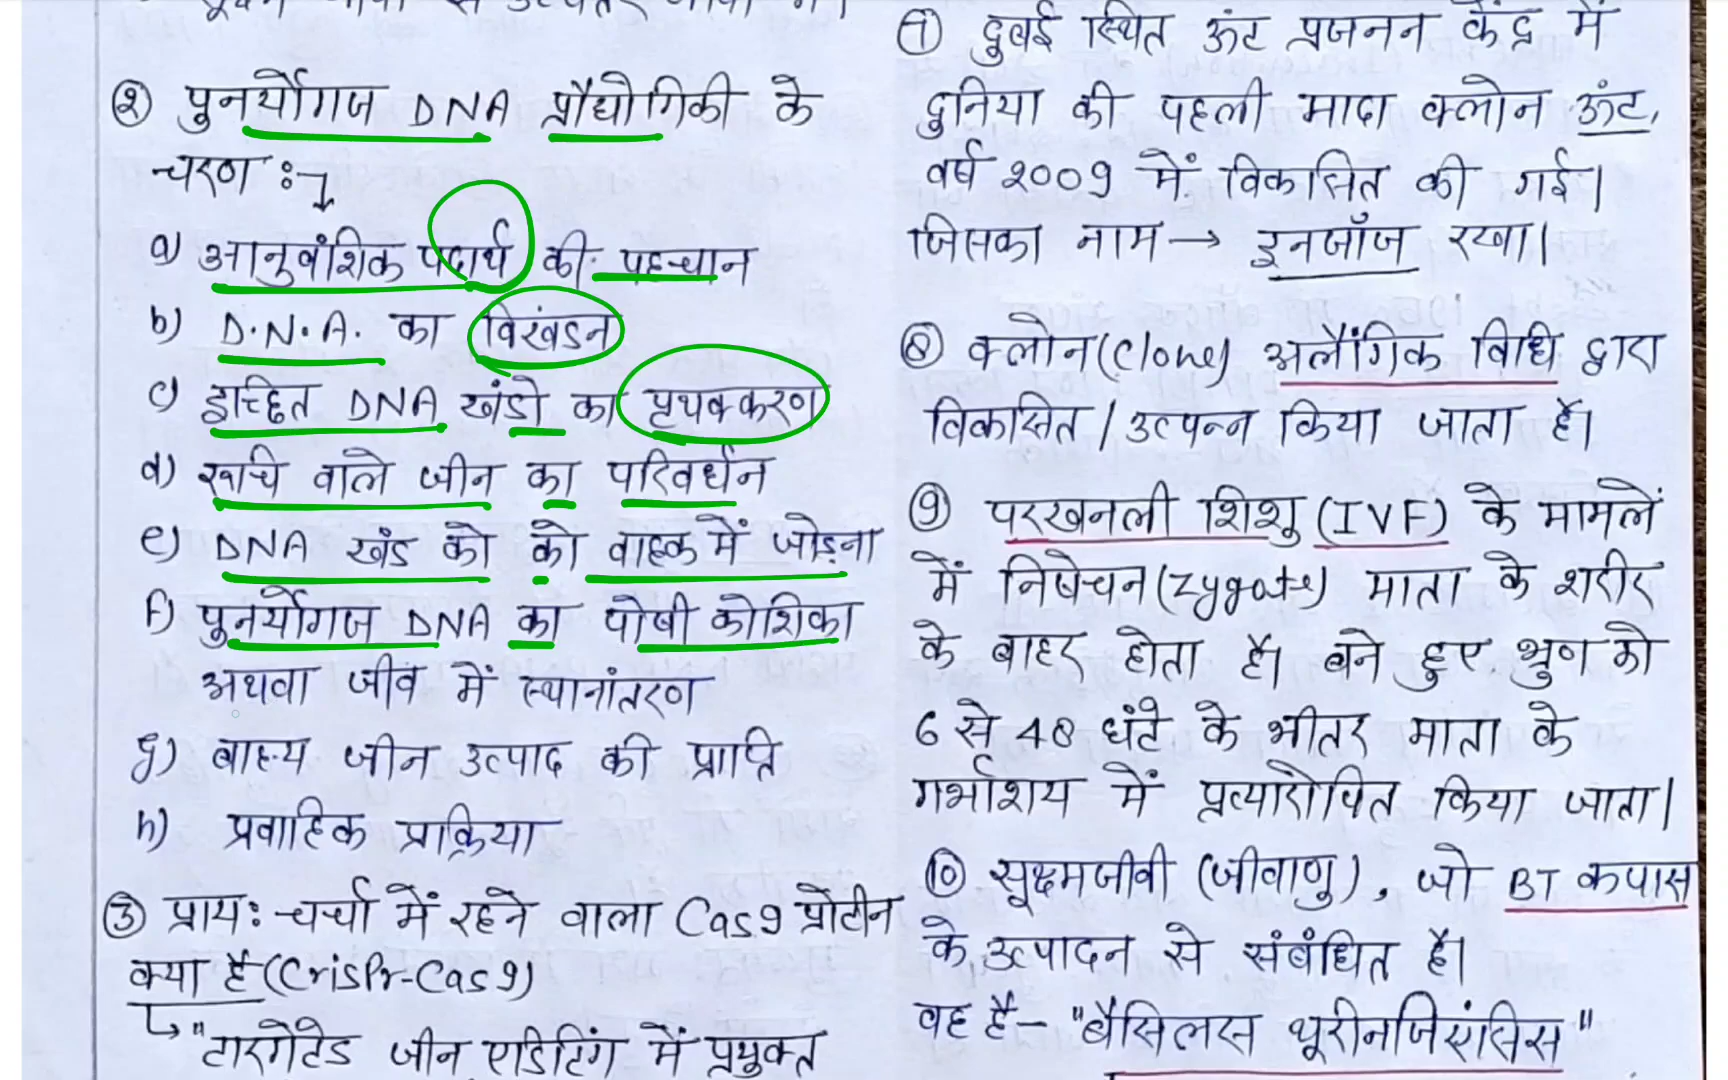 ② पुनर्योगज DNA प्रौद्योगिकी के
चरण :-
a) आनुवंशिक पदार्थ की पहचान
b) D.N.A. का विखंडन
c) इच्छित DNA खंडो का पृथक्करण
d) रूचि वाले जीन का परिवर्धन
e) DNA खंड को को वाहक में जोड़ना
f) पुनर्योगज DNA का पोषी कोशिका
अथवा जीव में स्थानांतरण
g) बाह्य जीन उत्पाद की प्राप्ति
h) प्रवाहिक प्रक्रिया
③ प्राय: चर्चा में रहने वाला Cas9 प्रोटीन
क्या है (Crispr-Cas9)
↳ "टारगेटेड जीन एडिटिंग में प्रयुक्त
⑦ दुबई स्थित ऊंट प्रजनन केंद्र में
दुनिया की पहली मादा क्लोन ऊंट,
वर्ष २००९ में विकसित की गई।
जिसका नाम → इनजॉज रखा।
⑧ क्लोन (Clone) अलैंगिक विधि द्वारा
विकसित / उत्पन्न किया जाता है।
⑨ परखनली शिशु (IVF) के मामलें
में निषेचन (Zygote) माता के शरीर
के बाहर होता है। बने हुए भ्रुण को
6 से 48 घंटे के भीतर माता के
गर्भाशय में प्रत्यारोपित किया जाता।
⑩ सूक्ष्मजीवी (जीवाणु), जो BT कपास
के उत्पादन से संबंधित है।
वह है- "बैसिलस थूरीनजिएंसिस"